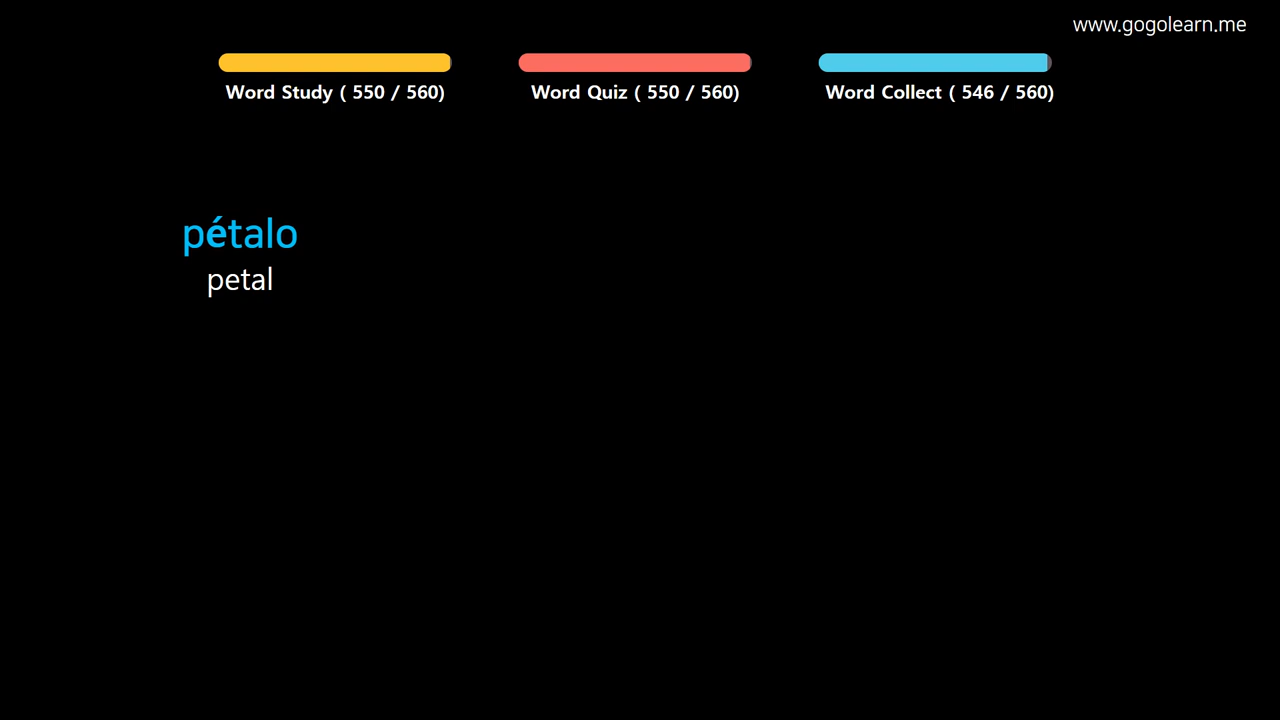 www.gogolearn.me
Word Study ( 550 / 560)
Word Quiz ( 550 / 560)
Word Collect ( 546 / 560)
pétalo
petal